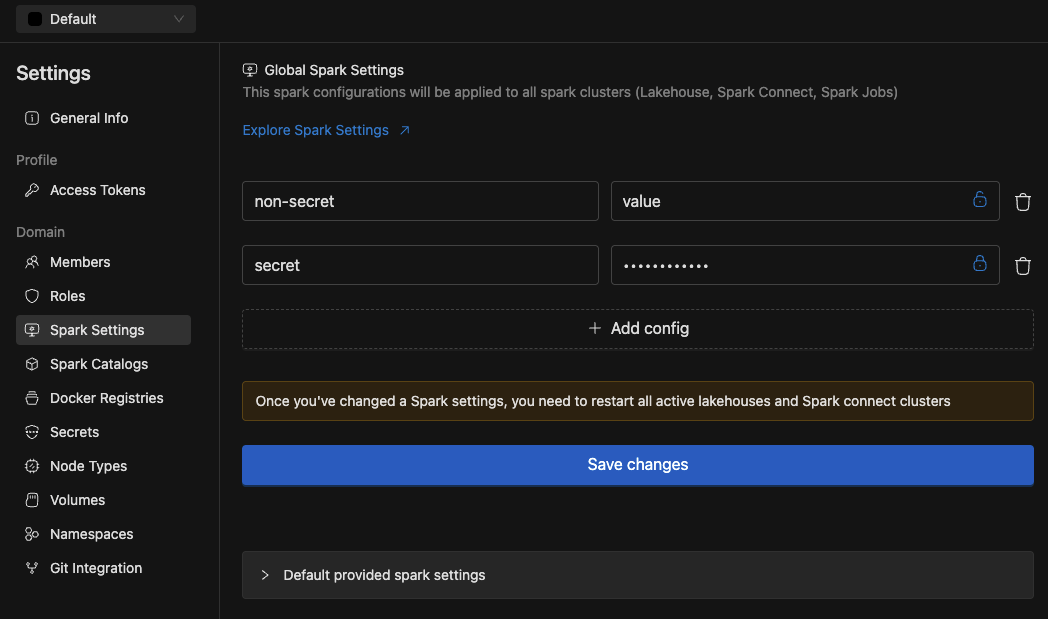 Default
Settings
General Info
Profile
Access Tokens
Domain
Members
Roles
Spark Settings
Spark Catalogs
Docker Registries
Secrets
Node Types
Volumes
Namespaces
Git Integration
Global Spark Settings
This spark configurations will be applied to all spark clusters (Lakehouse, Spark Connect, Spark Jobs)
Explore Spark Settings
non-secret
value
secret
••••••••••••
Add config
Once you've changed a Spark settings, you need to restart all active lakehouses and Spark connect clusters
Save changes
Default provided spark settings